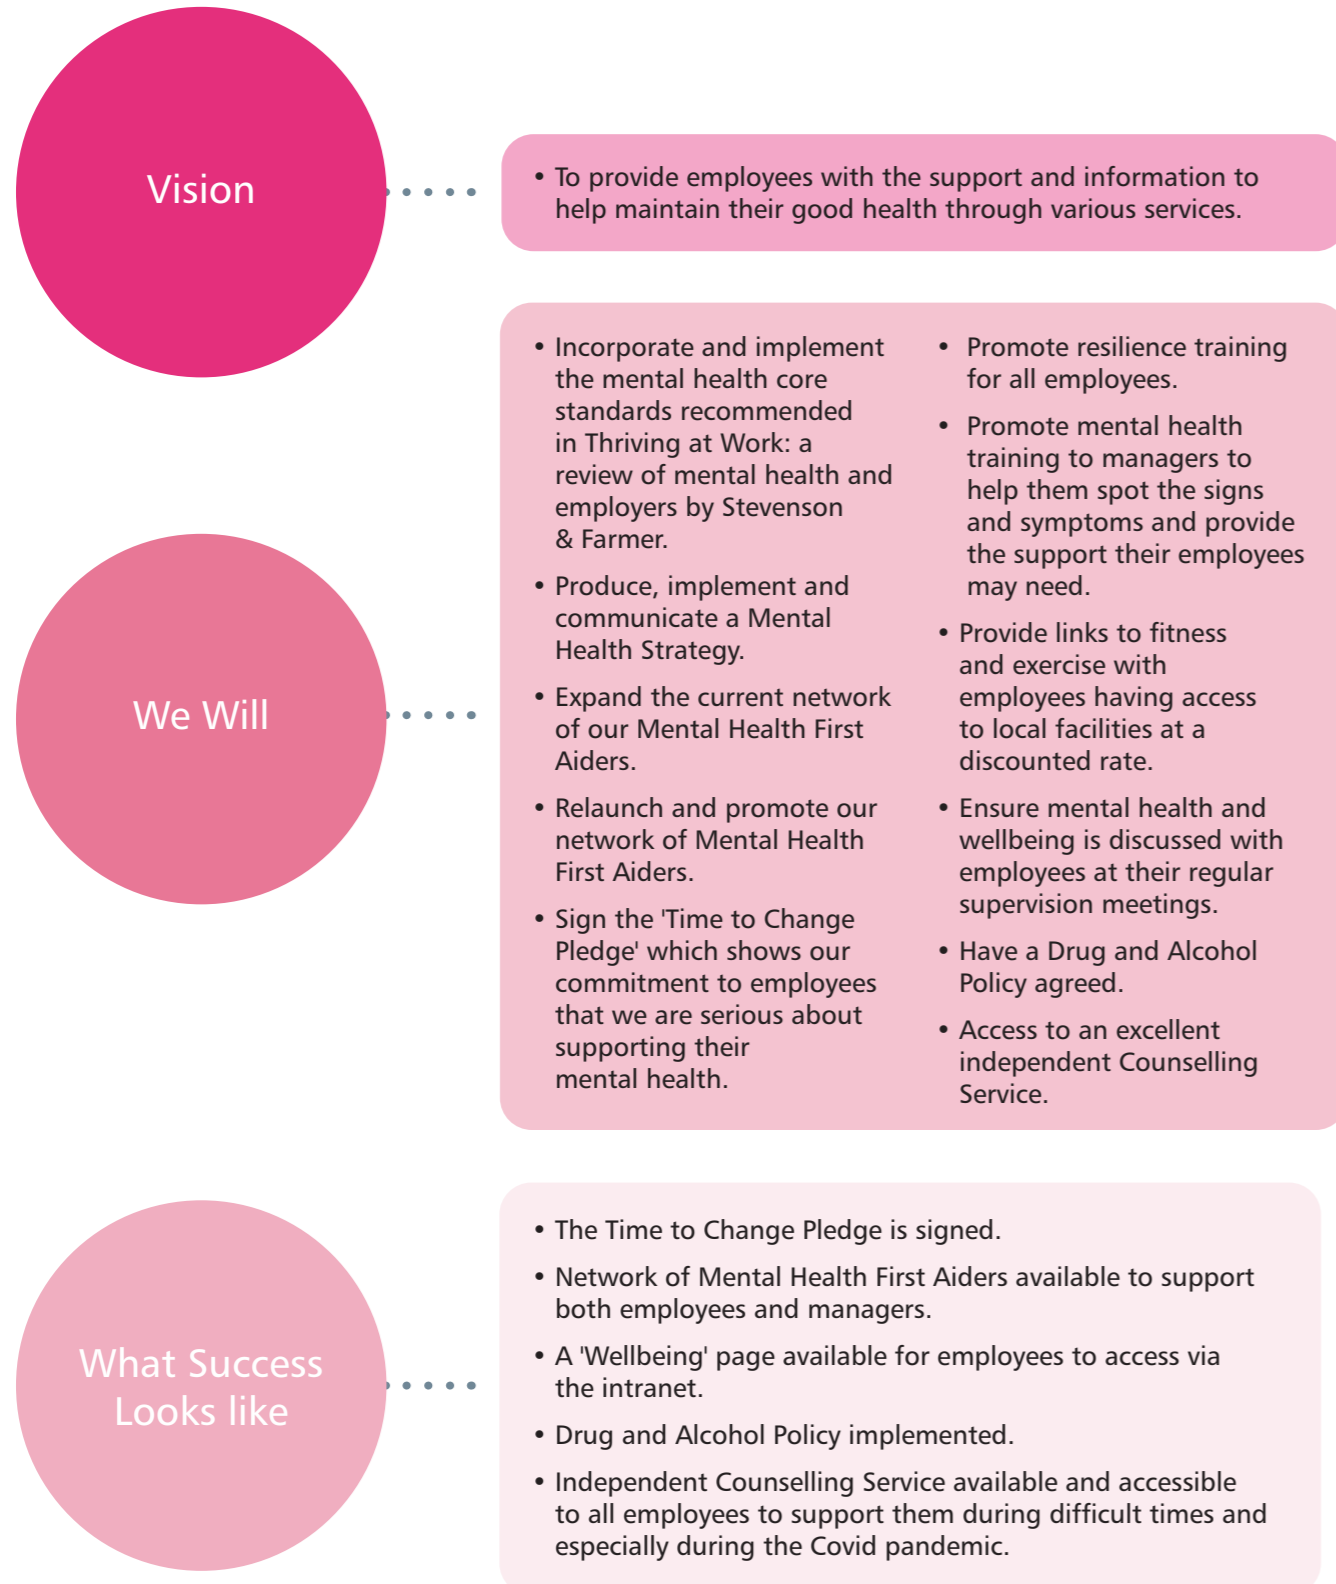 Vision
• To provide employees with the support and information to
help maintain their good health through various services.
We Will
• Incorporate and implement
the mental health core
standards recommended
in Thriving at Work: a
review of mental health and
employers by Stevenson
& Farmer.
• Produce, implement and
communicate a Mental
Health Strategy.
• Expand the current network
of our Mental Health First
Aiders.
• Relaunch and promote our
network of Mental Health
First Aiders.
• Sign the 'Time to Change
Pledge' which shows our
commitment to employees
that we are serious about
supporting their
mental health.
• Promote resilience training
for all employees.
• Promote mental health
training to managers to
help them spot the signs
and symptoms and provide
the support their employees
may need.
• Provide links to fitness
and exercise with
employees having access
to local facilities at a
discounted rate.
• Ensure mental health and
wellbeing is discussed with
employees at their regular
supervision meetings.
• Have a Drug and Alcohol
Policy agreed.
• Access to an excellent
independent Counselling
Service.
What Success
Looks like
• The Time to Change Pledge is signed.
• Network of Mental Health First Aiders available to support
both employees and managers.
• A 'Wellbeing' page available for employees to access via
the intranet.
• Drug and Alcohol Policy implemented.
• Independent Counselling Service available and accessible
to all employees to support them during difficult times and
especially during the Covid pandemic.